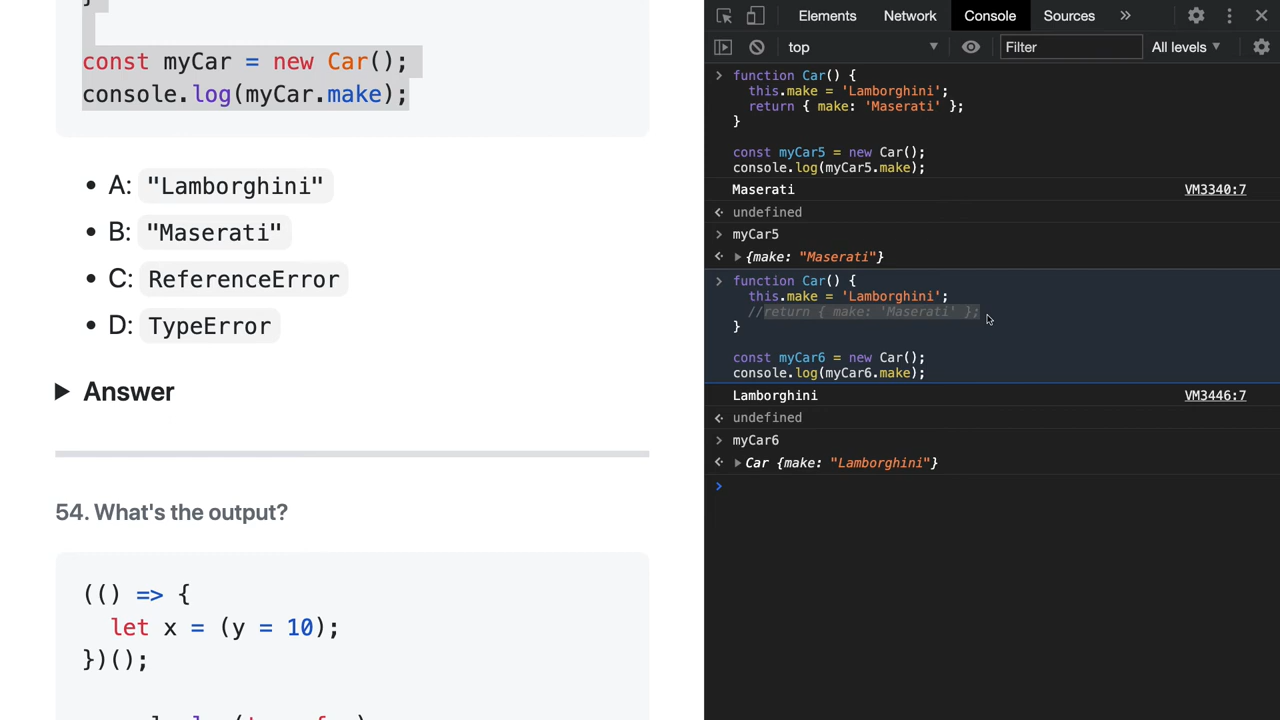 }
const myCar = new Car();
console.log(myCar.make);
A: "Lamborghini"
B: "Maserati"
C: ReferenceError
D: TypeError
Answer
54. What's the output?
(() => {
let x = (y = 10);
})();
Elements Network Console Sources »
top Filter All levels
function Car() {
this.make = 'Lamborghini';
return { make: 'Maserati' };
}
const myCar5 = new Car();
console.log(myCar5.make);
Maserati VM3340:7
undefined
myCar5
{make: "Maserati"}
function Car() {
this.make = 'Lamborghini';
//return { make: 'Maserati' };
}
const myCar6 = new Car();
console.log(myCar6.make);
Lamborghini VM3446:7
undefined
myCar6
Car {make: "Lamborghini"}